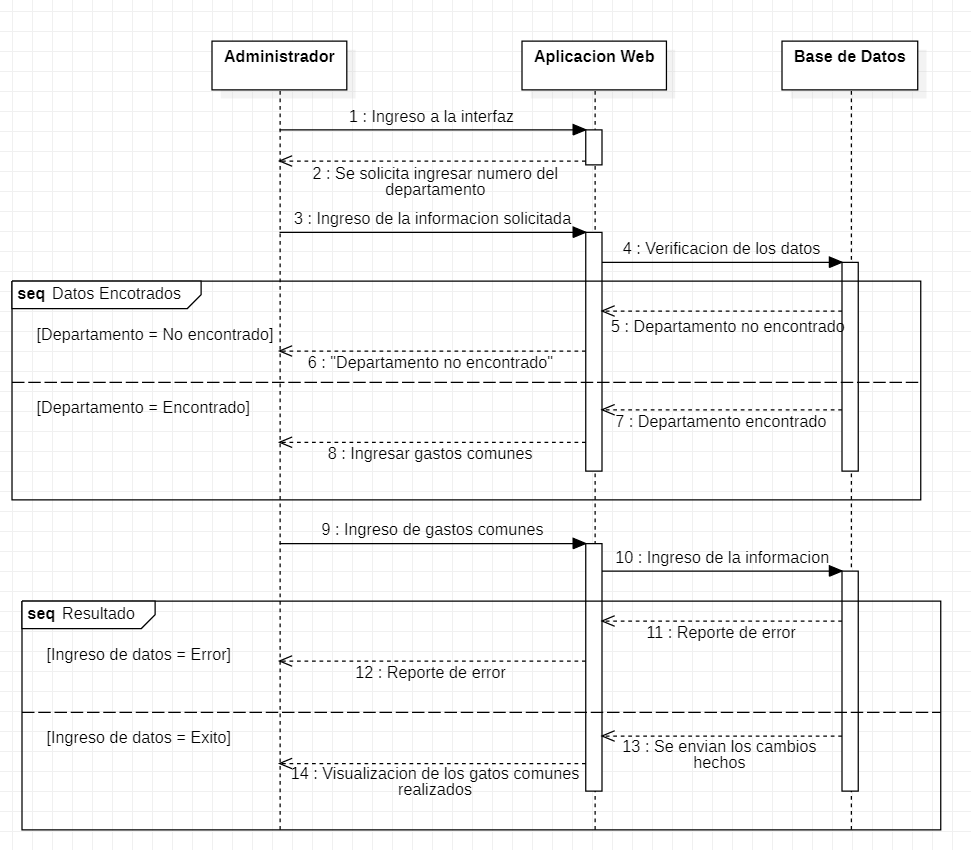 Administrador
Aplicacion Web
Base de Datos
1 : Ingreso a la interfaz
2 : Se solicita ingresar numero del
departamento
3 : Ingreso de la informacion solicitada
4 : Verificacion de los datos
seq Datos Encotrados
5 : Departamento no encontrado
[Departamento = No encontrado]
6 : "Departamento no encontrado"
[Departamento = Encontrado]
7 : Departamento encontrado
8 : Ingresar gastos comunes
9 : Ingreso de gastos comunes
10 : Ingreso de la informacion
seq Resultado
11 : Reporte de error
[Ingreso de datos = Error]
12 : Reporte de error
[Ingreso de datos = Exito]
13 : Se envian los cambios
hechos
14 : Visualizacion de los gatos comunes
realizados